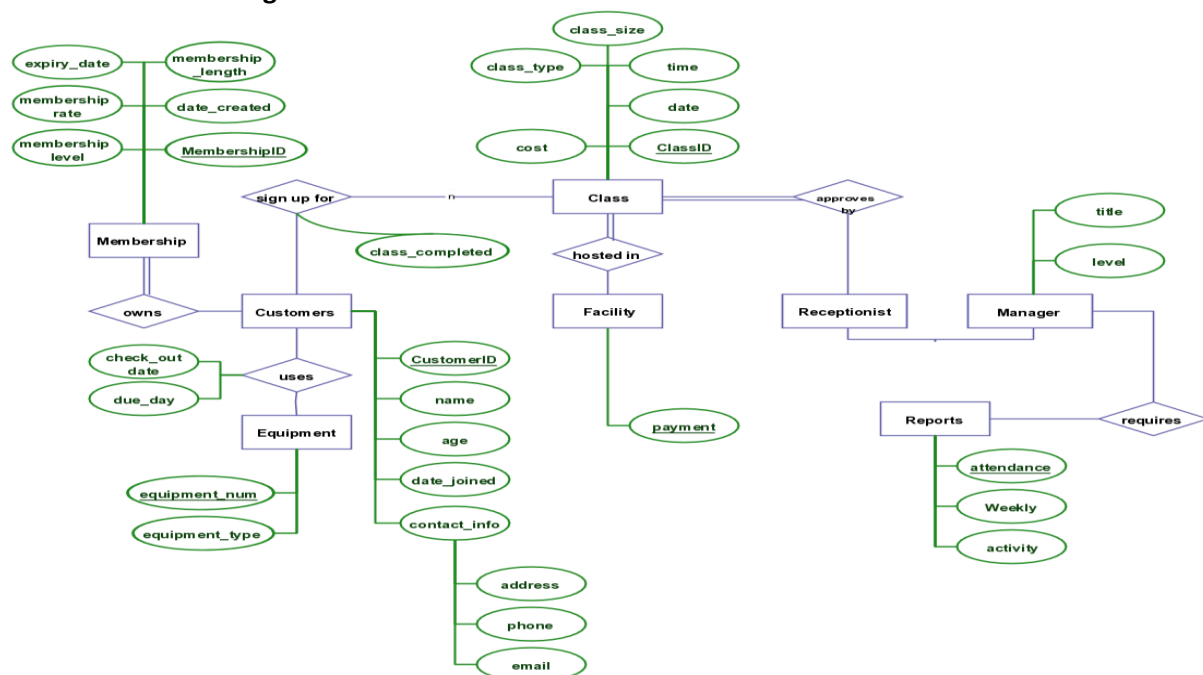 class_size
expiry_date
membership
_length
class_type
time
membership
rate
date_created
date
membership
level
MembershipID
cost
ClassID
sign up for
n
Class
approves
by
title
Membership
class_completed
hosted in
level
owns
Customers
Facility
Receptionist
Manager
check_out
date
CustomerID
uses
due_day
name
payment
Reports
requires
Equipment
age
attendance
date_joined
equipment_num
Weekly
contact_info
equipment_type
activity
address
phone
email